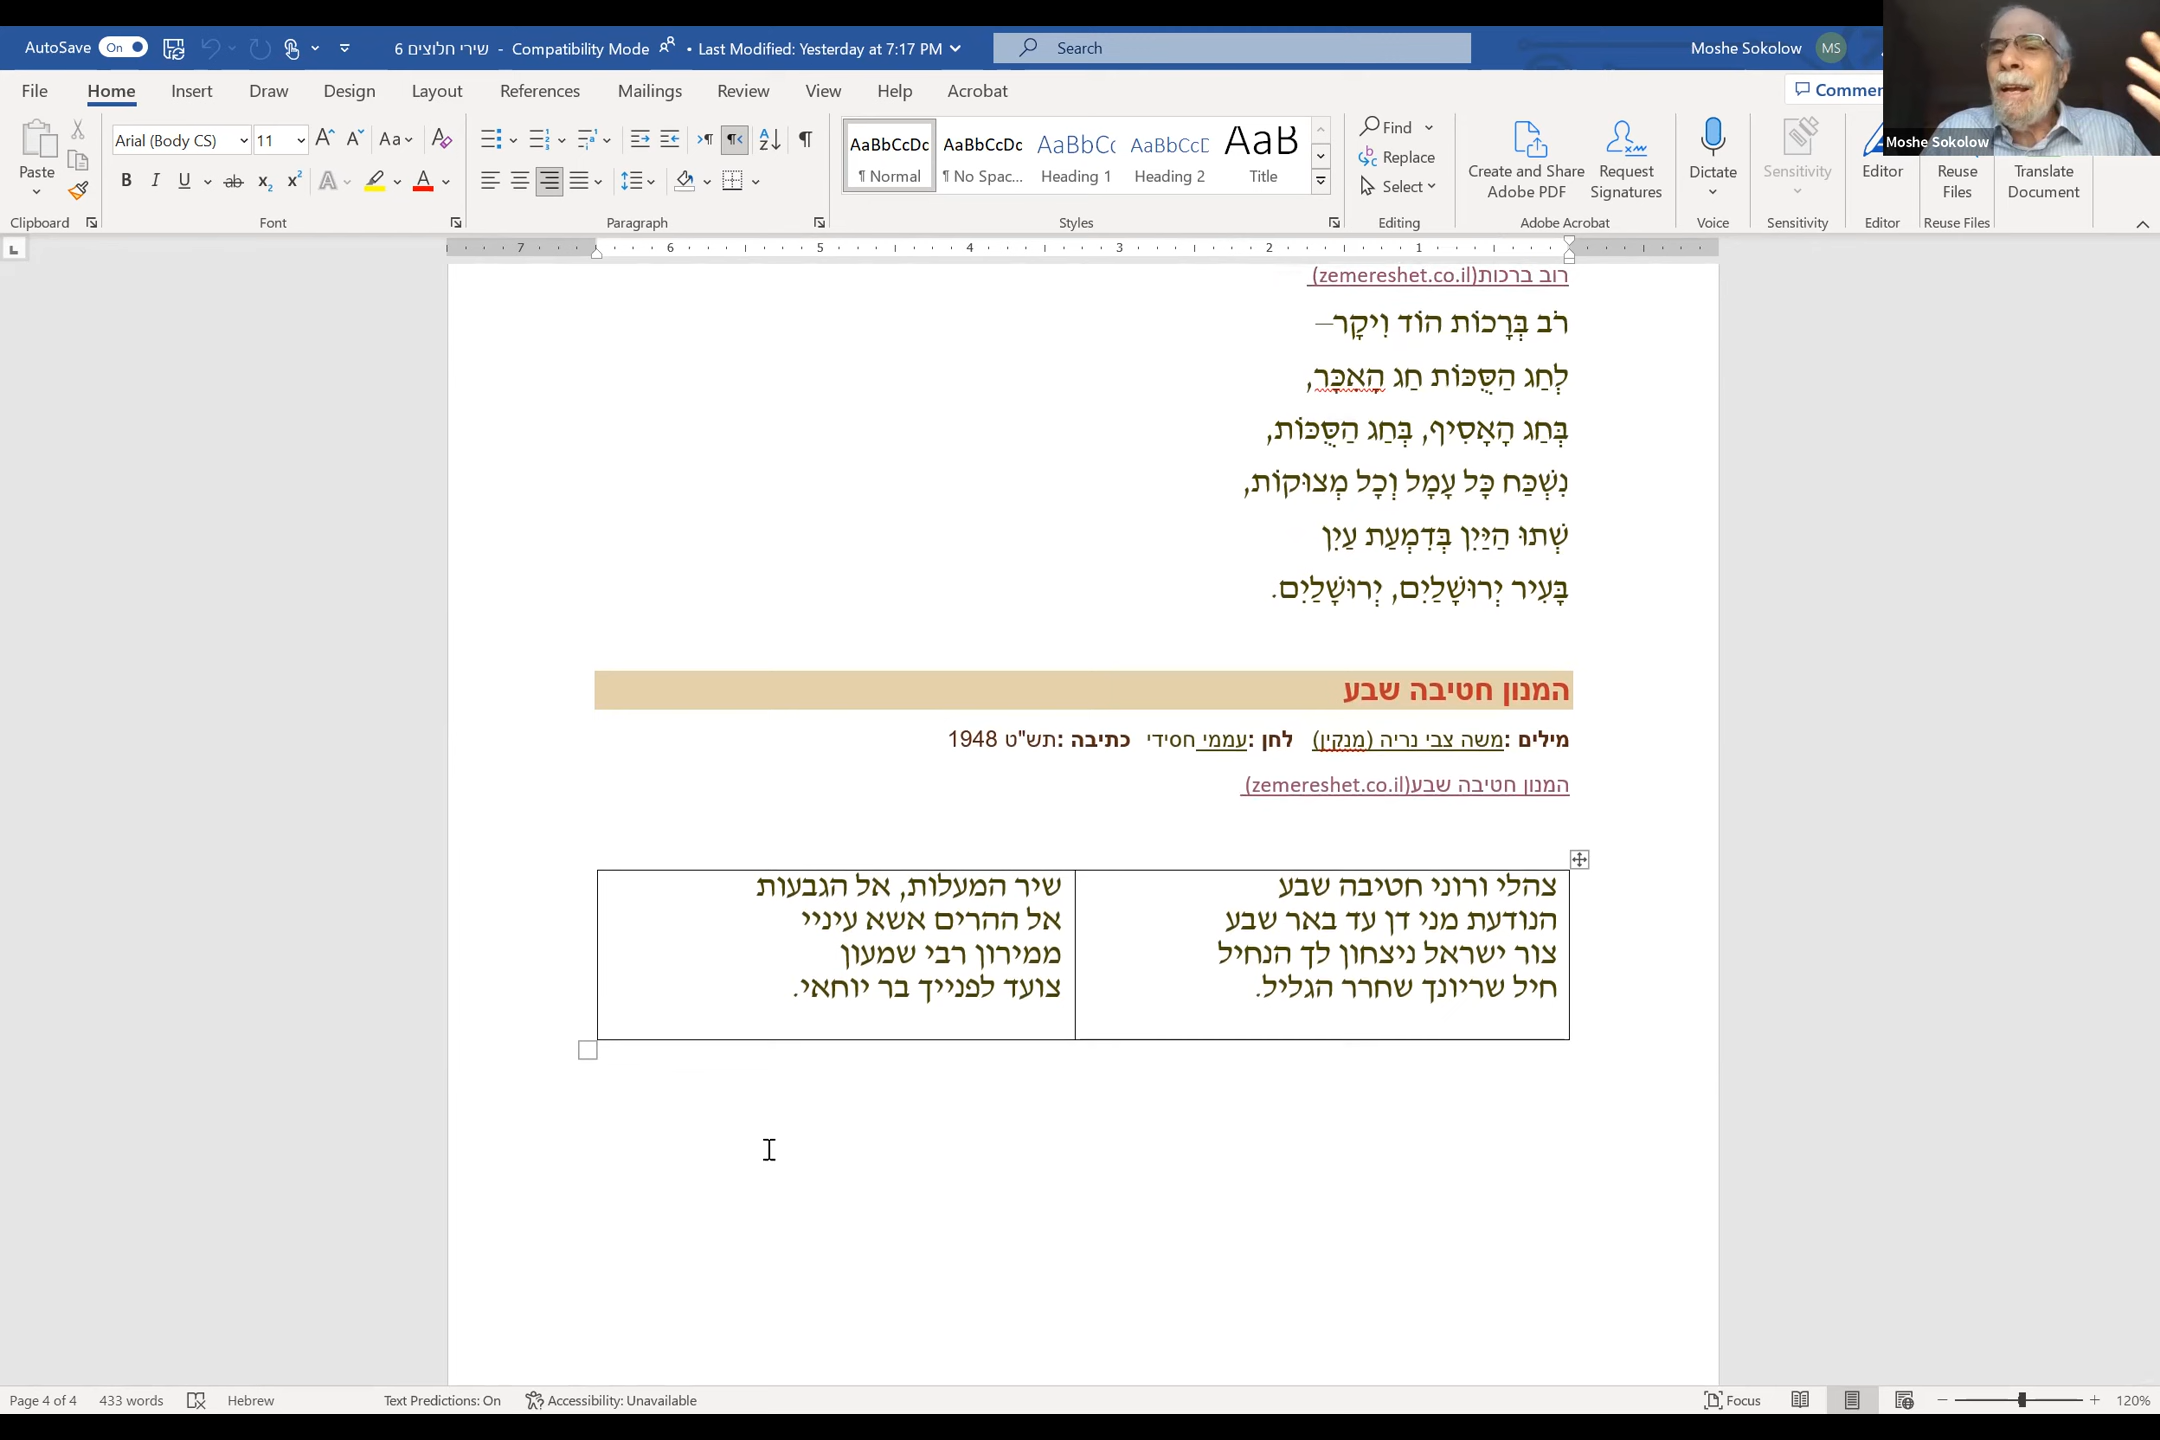 AutoSave On שירי חלוצים 6 - Compatibility Mode • Last Modified: Yesterday at 7:17 PM Search Moshe Sokolow MS
File Home Insert Draw Design Layout References Mailings Review View Help Acrobat Commen
Moshe Sokolow
Paste
Clipboard
Arial (Body CS) 11
Font
Paragraph
AaBbCcDc AaBbCcDc AaBbCc AaBbCcD AaB
¶ Normal ¶ No Spac... Heading 1 Heading 2 Title
Styles
Find
Replace
Select
Editing
Create and Share Adobe PDF
Request Signatures
Adobe Acrobat
Dictate
Voice
Sensitivity
Sensitivity
Editor
Editor
Reuse Files
Reuse Files
Translate Document
7 6 5 4 3 2 1
רוב ברכות(zemereshet.co.il)
רֹב בְּרָכוֹת הוֹד וִיקָר–
לְחַג הַסֻּכּוֹת חַג הָאִכָּר,
בְּחַג הָאָסִיף, בְּחַג הַסֻּכּוֹת,
נִשְׁכַּח כָּל עָמָל וְכָל מְצוּקוֹת,
שְׁתוּ הַיַּיִן בְּדִמְעַת עַיִן
בָּעִיר יְרוּשָׁלַיִם, יְרוּשָׁלַיִם.
המנון חטיבה שבע
מילים: משה צבי נריה (מנקין) לחן: עממי חסידי כתיבה: תש"ט 1948
המנון חטיבה שבע(zemereshet.co.il)
צהלי ורוני חטיבה שבע
הנודעת מני דן עד באר שבע
צור ישראל ניצחון לך הנחיל
חיל שריונך שחרר הגליל.
שיר המעלות, אל הגבעות
אל ההרים אשא עיניי
ממירון רבי שמעון
צועד לפנייך בר יוחאי.
Page 4 of 4 433 words Hebrew Text Predictions: On Accessibility: Unavailable Focus 120%